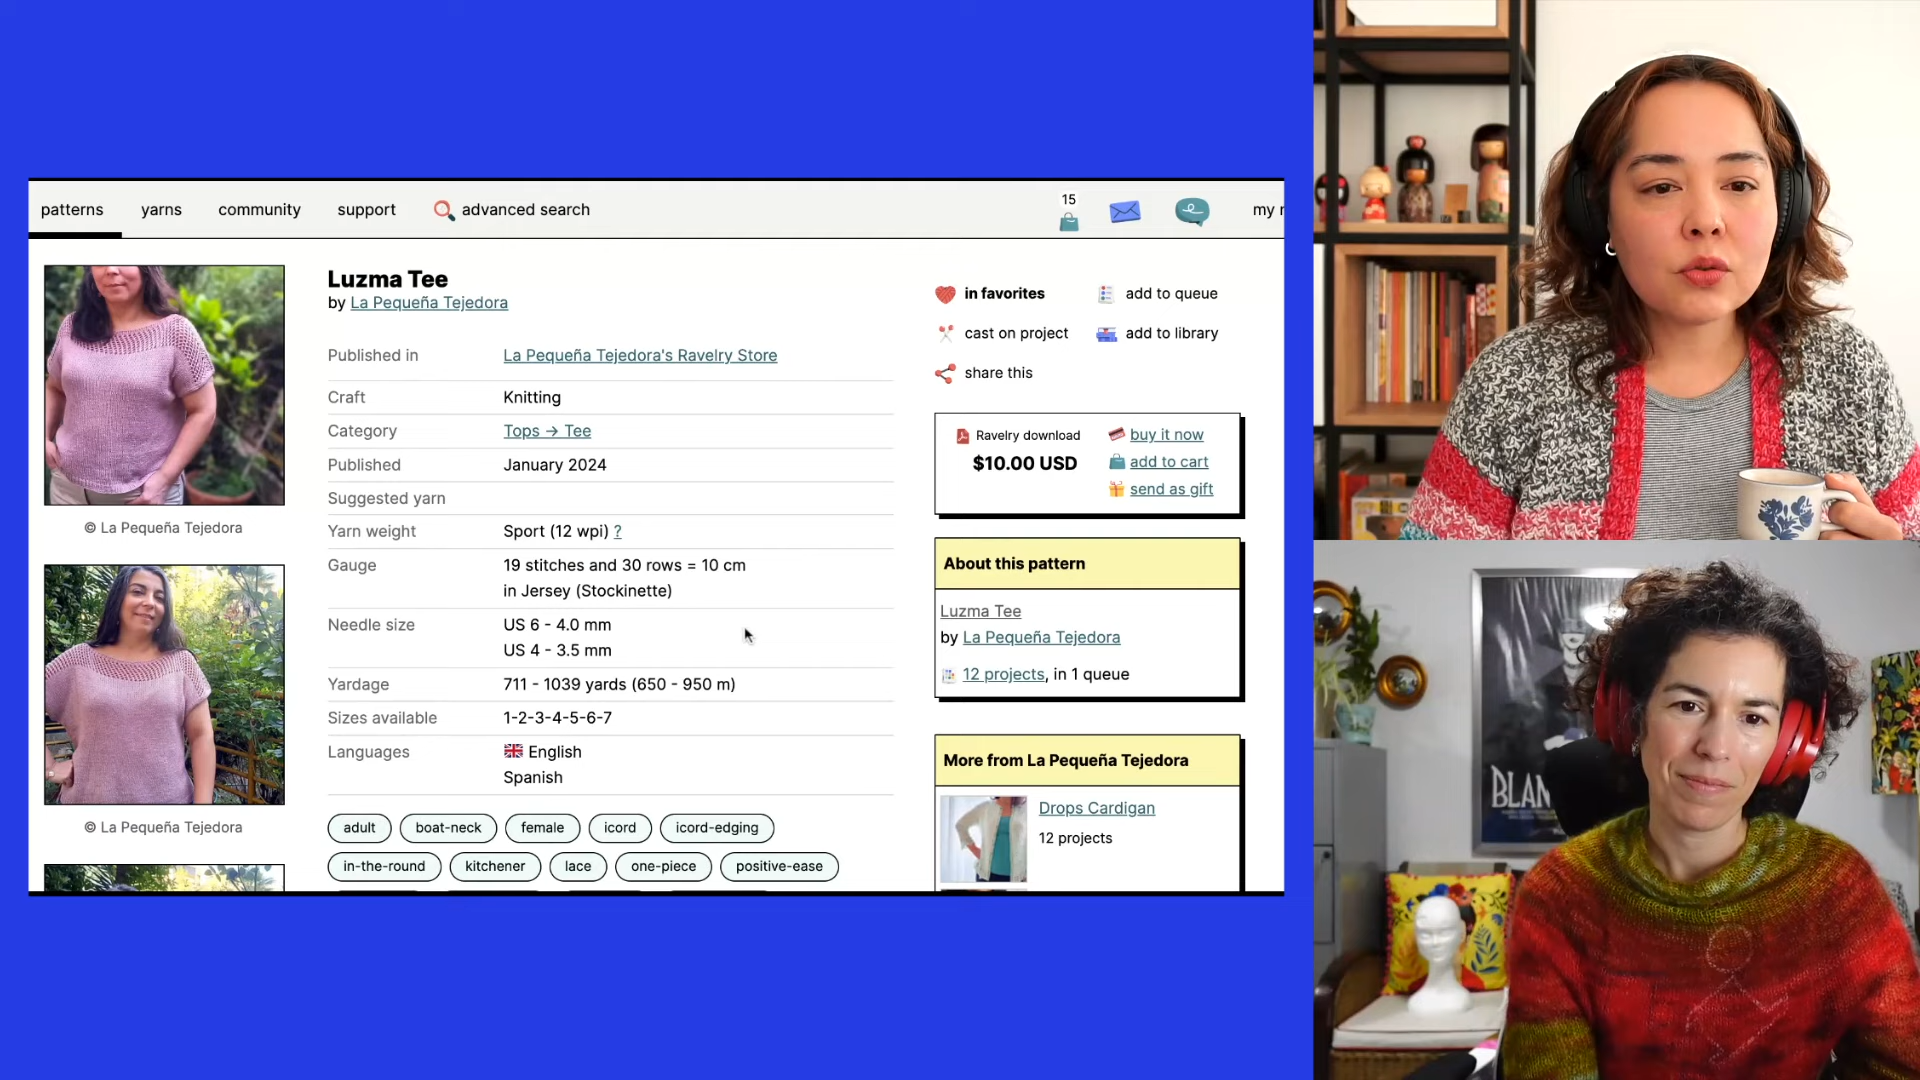 patterns yarns community support advanced search 15 my
Luzma Tee
by La Pequeña Tejedora
Published in La Pequeña Tejedora's Ravelry Store
Craft Knitting
Category Tops → Tee
Published January 2024
Suggested yarn
Yarn weight Sport (12 wpi) ?
Gauge 19 stitches and 30 rows = 10 cm
in Jersey (Stockinette)
Needle size US 6 - 4.0 mm
US 4 - 3.5 mm
Yardage 711 - 1039 yards (650 - 950 m)
Sizes available 1-2-3-4-5-6-7
Languages English
Spanish
adult boat-neck female icord icord-edging
in-the-round kitchener lace one-piece positive-ease
© La Pequeña Tejedora
© La Pequeña Tejedora
in favorites add to queue
cast on project add to library
share this
Ravelry download buy it now
$10.00 USD add to cart
send as gift
About this pattern
Luzma Tee
by La Pequeña Tejedora
12 projects, in 1 queue
More from La Pequeña Tejedora
Drops Cardigan
12 projects
BLAN